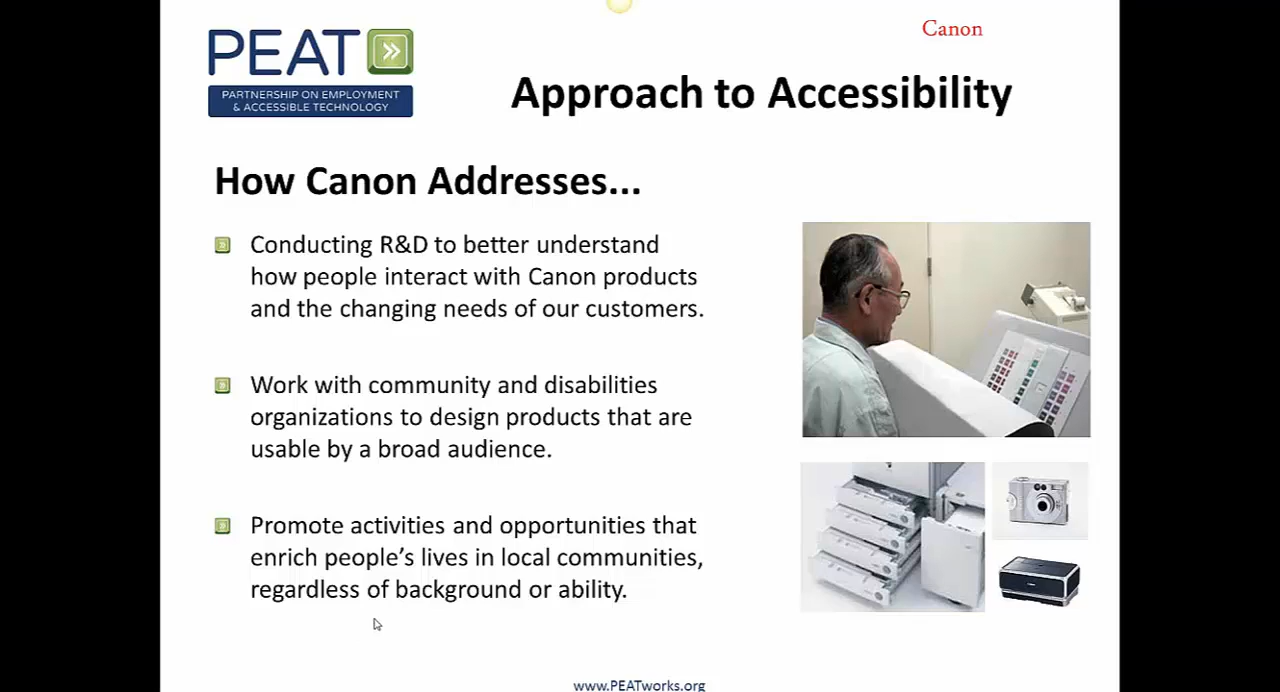 PEAT
PARTNERSHIP ON EMPLOYMENT
& ACCESSIBLE TECHNOLOGY
Canon
Approach to Accessibility
How Canon Addresses...
Conducting R&D to better understand
how people interact with Canon products
and the changing needs of our customers.
Work with community and disabilities
organizations to design products that are
usable by a broad audience.
Promote activities and opportunities that
enrich people’s lives in local communities,
regardless of background or ability.
www.PEATworks.org